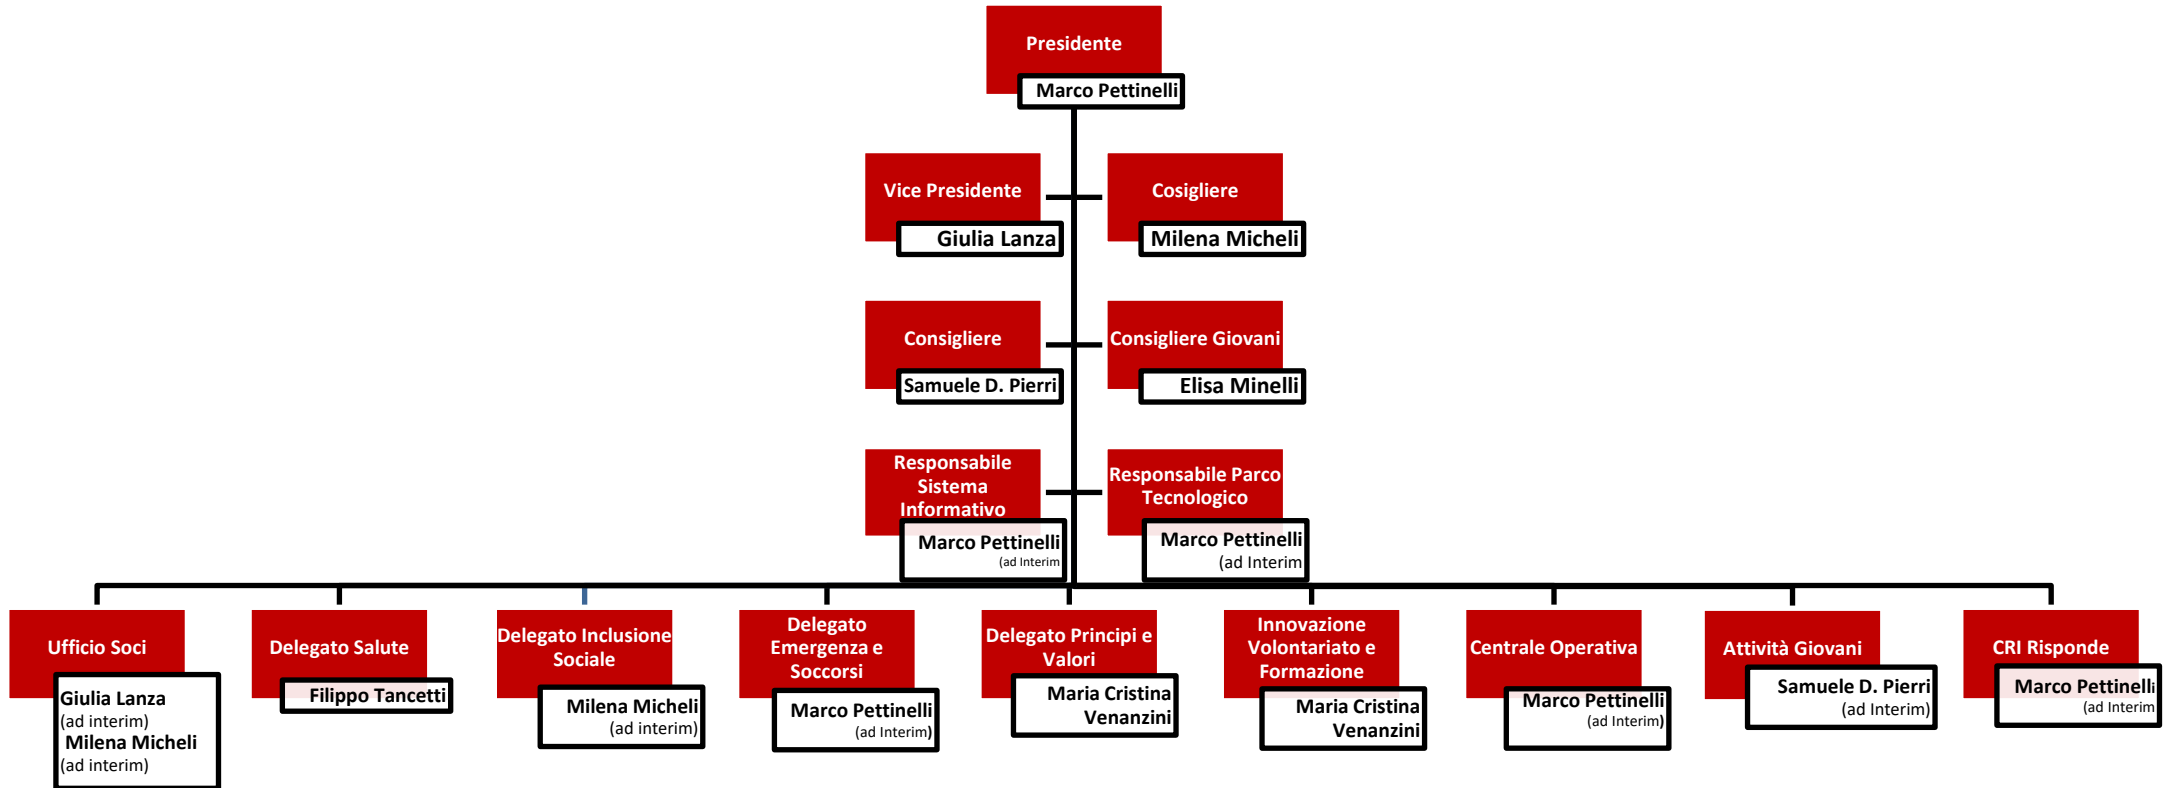 Presidente
Marco Pettinelli
Vice Presidente
Giulia Lanza
Cosigliere
Milena Micheli
Consigliere
Samuele D. Pierri
Consigliere Giovani
Elisa Minelli
Responsabile
Sistema
Informativo
Marco Pettinelli
(ad Interim
Responsabile Parco
Tecnologico
Marco Pettinelli
(ad Interim
Ufficio Soci
Giulia Lanza
(ad interim)
Milena Micheli
(ad interim)
Delegato Salute
Filippo Tancetti
Delegato Inclusione
Sociale
Milena Micheli
(ad interim)
Delegato
Emergenza e
Soccorsi
Marco Pettinelli
(ad Interim)
Delegato Principi e
Valori
Maria Cristina
Venanzini
Innovazione
Volontariato e
Formazione
Maria Cristina
Venanzini
Centrale Operativa
Marco Pettinelli
(ad Interim)
Attività Giovani
Samuele D. Pierri
(ad Interim)
CRI Risponde
Marco Pettinelli
(ad Interim